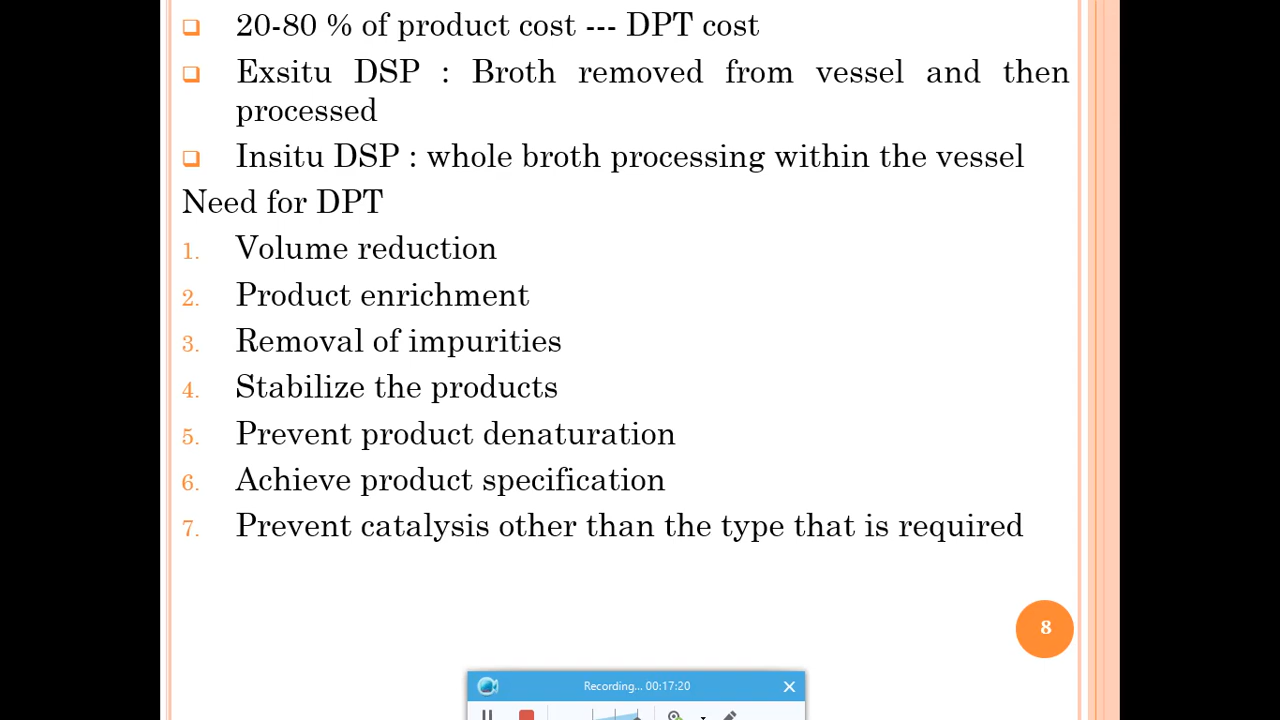 ❑ 20-80 % of product cost --- DPT cost
❑ Exsitu DSP : Broth removed from vessel and then
processed
❑ Insitu DSP : whole broth processing within the vessel
Need for DPT
1. Volume reduction
2. Product enrichment
3. Removal of impurities
4. Stabilize the products
5. Prevent product denaturation
6. Achieve product specification
7. Prevent catalysis other than the type that is required
8
Recording... 00:17:20